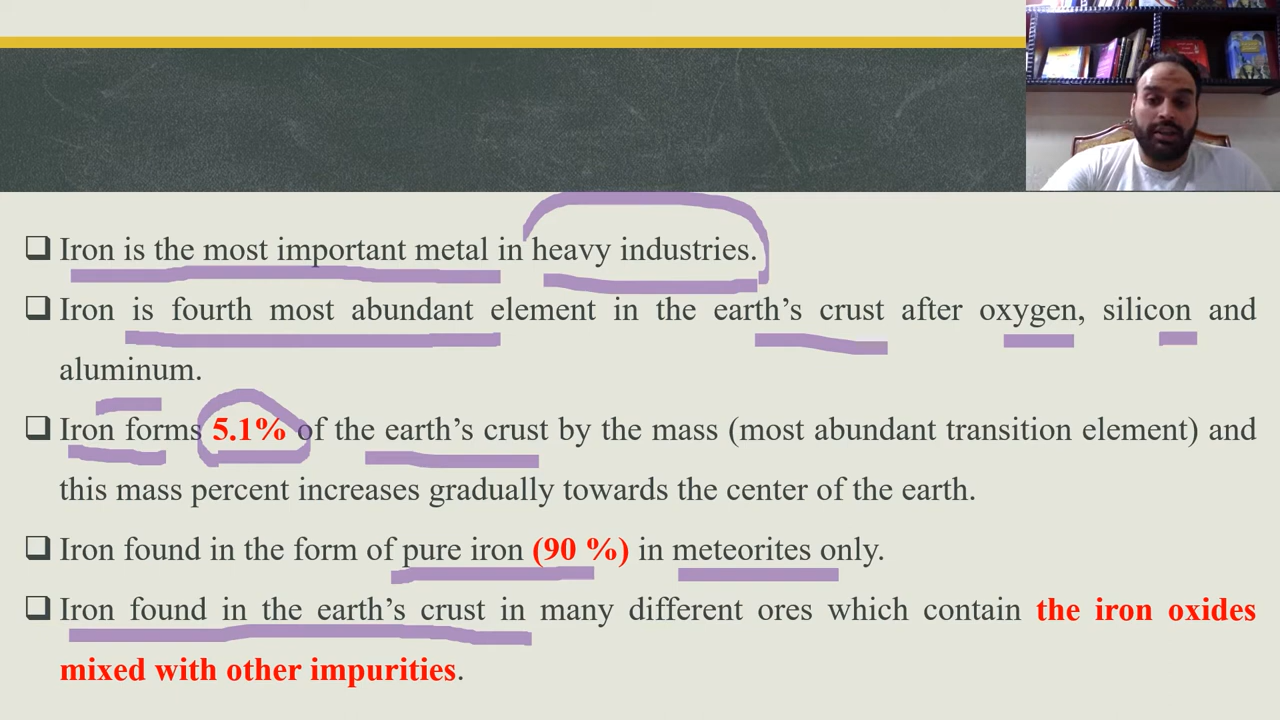 ❑ Iron is the most important metal in heavy industries.
❑ Iron is fourth most abundant element in the earth’s crust after oxygen, silicon and
aluminum.
❑ Iron forms 5.1% of the earth’s crust by the mass (most abundant transition element) and
this mass percent increases gradually towards the center of the earth.
❑ Iron found in the form of pure iron (90 %) in meteorites only.
❑ Iron found in the earth’s crust in many different ores which contain the iron oxides
mixed with other impurities.